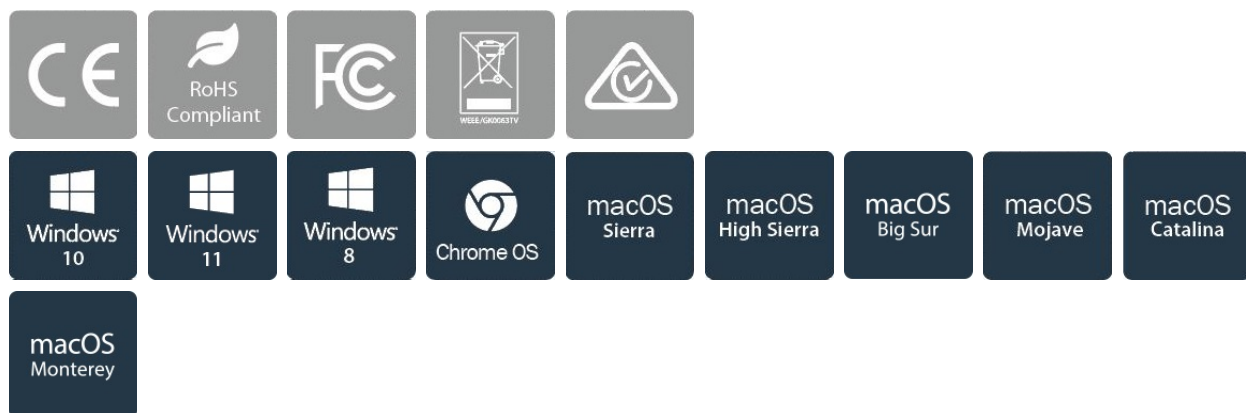 CE
RoHS
Compliant
FC
WEEE/GK0083TV
Windows
10
Windows
11
Windows
8
Chrome OS
macOS
Sierra
macOS
High Sierra
macOS
Big Sur
macOS
Mojave
macOS
Catalina
macOS
Monterey